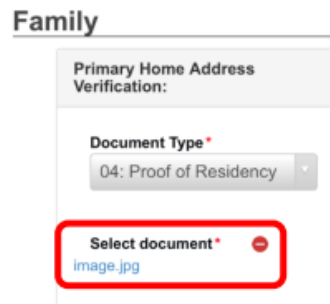 Family
Primary Home Address
Verification:
Document Type*
04: Proof of Residency
Select document*
image.jpg